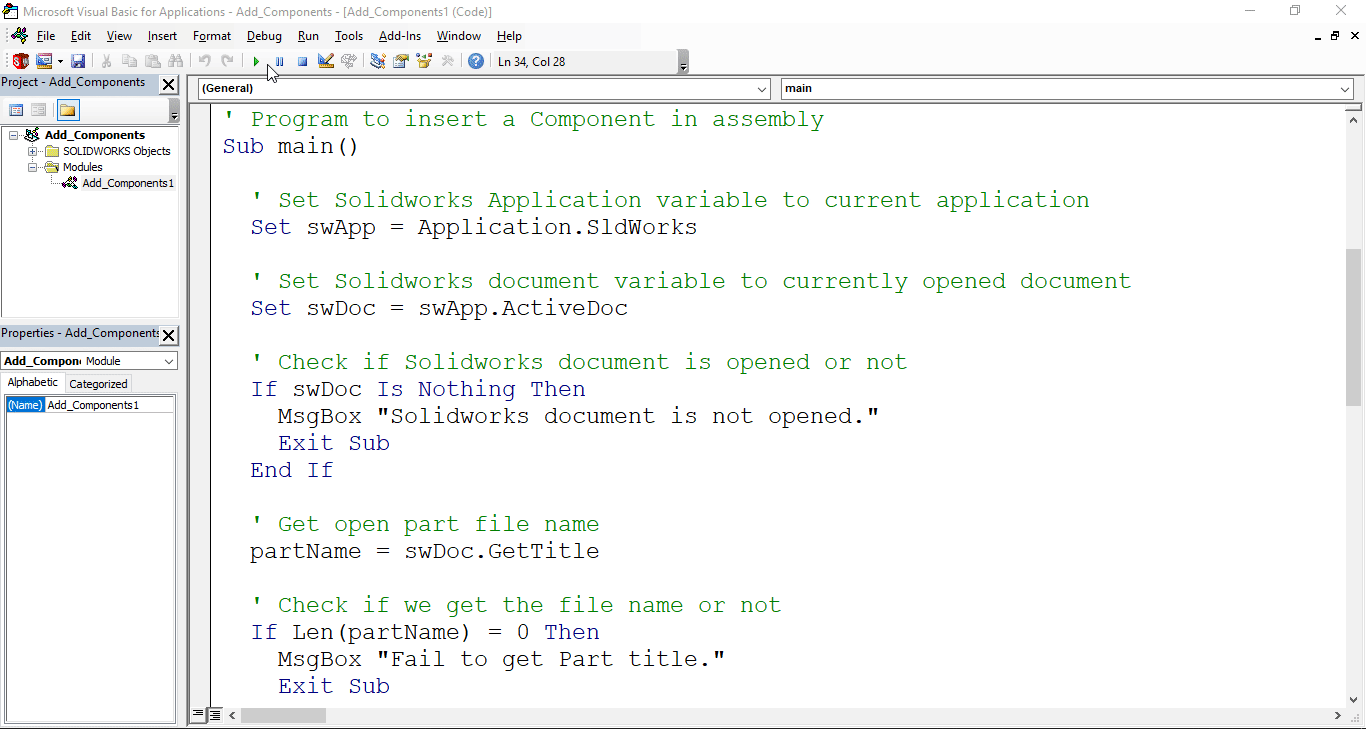 Microsoft Visual Basic for Applications - Add_Components - [Add_Components1 (Code)]
File Edit View Insert Format Debug Run Tools Add-Ins Window Help
Ln 34, Col 28
Project - Add_Components
Add_Components
SOLIDWORKS Objects
Modules
Add_Components1
Properties - Add_Components
Add_Compon Module
Alphabetic Categorized
(Name) Add_Components1
(General) main
' Program to insert a Component in assembly
Sub main()
' Set Solidworks Application variable to current application
Set swApp = Application.SldWorks
' Set Solidworks document variable to currently opened document
Set swDoc = swApp.ActiveDoc
' Check if Solidworks document is opened or not
If swDoc Is Nothing Then
MsgBox "Solidworks document is not opened."
Exit Sub
End If
' Get open part file name
partName = swDoc.GetTitle
' Check if we get the file name or not
If Len(partName) = 0 Then
MsgBox "Fail to get Part title."
Exit Sub